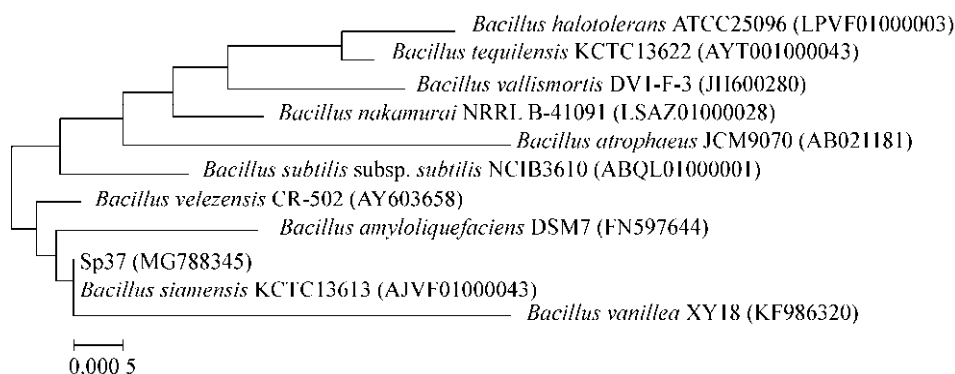 Bacillus halotolerans ATCC25096 (LPVF01000003)
Bacillus tequilensis KCTC13622 (AYT001000043)
Bacillus vallismortis DV1-F-3 (JH600280)
Bacillus nakamurai NRRL B-41091 (LSAZ01000028)
Bacillus atrophaeus JCM9070 (AB021181)
Bacillus subtilis subsp. subtilis NCIB3610 (ABQL01000001)
Bacillus velezensis CR-502 (AY603658)
Bacillus amyloliquefaciens DSM7 (FN597644)
Sp37 (MG788345)
Bacillus siamensis KCTC13613 (AJVF01000043)
Bacillus vanillea XY18 (KF986320)
0.000 5